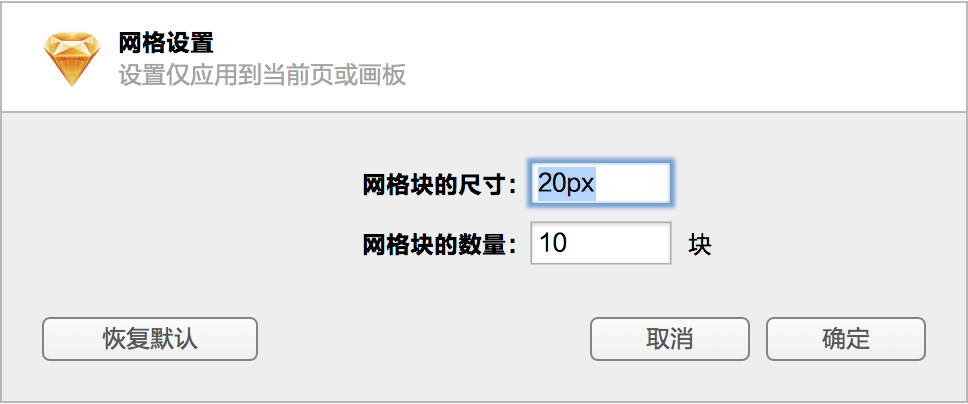 网格设置
设置仅应用到当前页或画板
网格块的尺寸： 20px
网格块的数量： 10 块
恢复默认 取消 确定